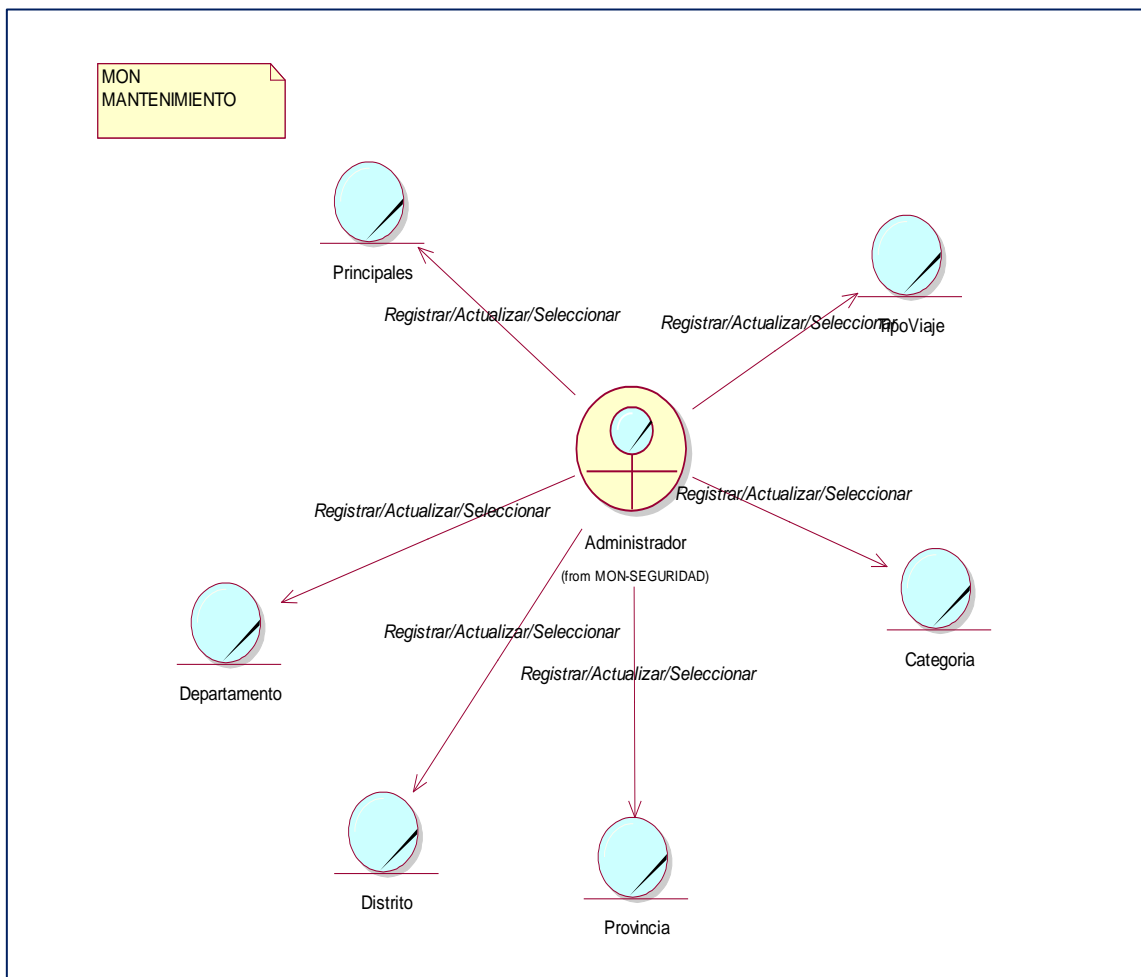 MON
MANTENIMIENTO
Principales
TipoViaje
Registrar/Actualizar/Seleccionar
Registrar/Actualizar/Seleccionar
Registrar/Actualizar/Seleccionar
Registrar/Actualizar/Seleccionar
Administrador
(from MON-SEGURIDAD)
Registrar/Actualizar/Seleccionar
Categoria
Registrar/Actualizar/Seleccionar
Departamento
Distrito
Provincia